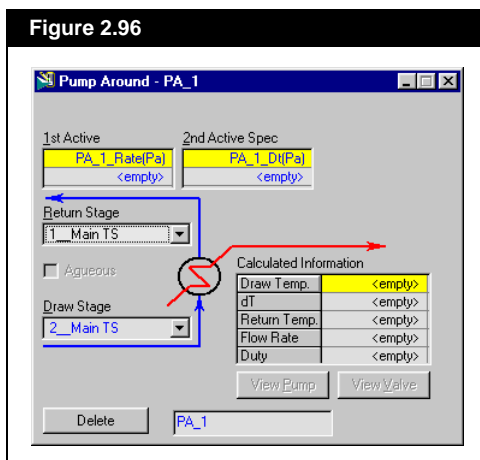 Figure 2.96
Pump Around - PA_1
1st Active 2nd Active Spec
PA_1_Rate(Pa) PA_1_Dt(Pa)
<empty> <empty>
Return Stage
1__Main TS
Aqueous
Calculated Information
Draw Temp. <empty>
dT <empty>
Return Temp. <empty>
Flow Rate <empty>
Duty <empty>
Draw Stage
2__Main TS
View Pump View Valve
Delete PA_1